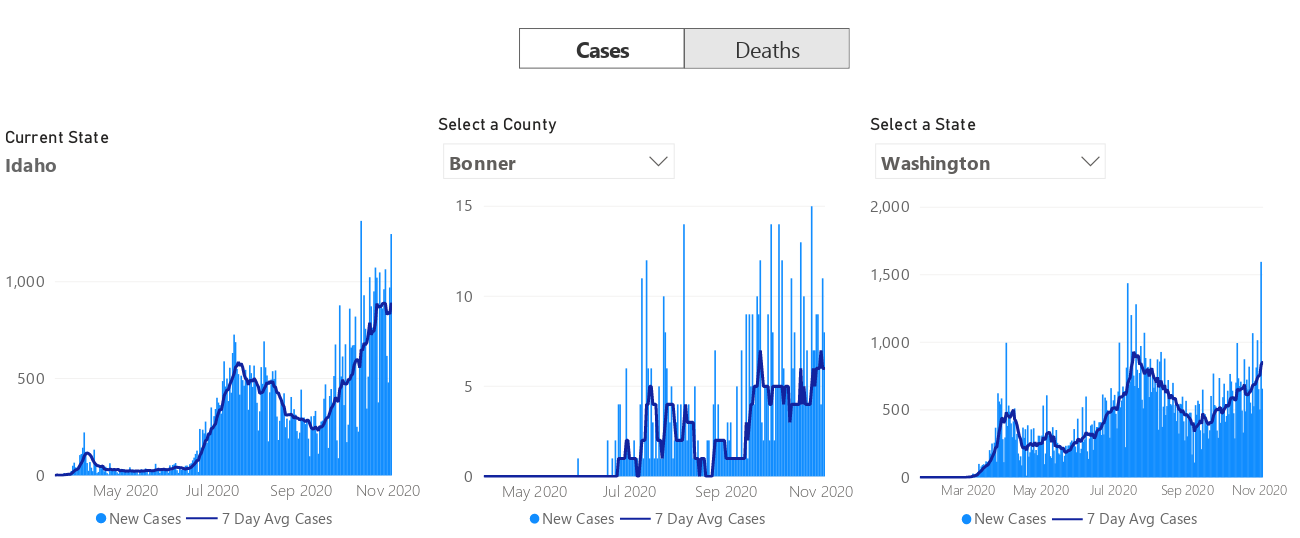 Cases Deaths
Current State
Idaho
1,000
500
0
May 2020 Jul 2020 Sep 2020 Nov 2020
New Cases 7 Day Avg Cases
Select a County
Bonner
15
10
5
0
May 2020 Jul 2020 Sep 2020 Nov 2020
New Cases 7 Day Avg Cases
Select a State
Washington
2,000
1,500
1,000
500
0
Mar 2020 May 2020 Jul 2020 Sep 2020 Nov 2020
New Cases 7 Day Avg Cases